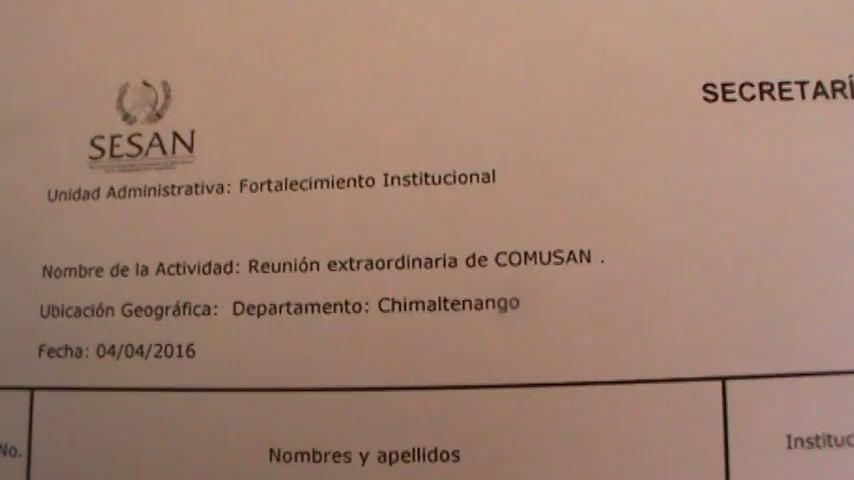 SECRETARÍ
SESAN
Unidad Administrativa: Fortalecimiento Institucional
Nombre de la Actividad: Reunión extraordinaria de COMUSAN .
Ubicación Geográfica: Departamento: Chimaltenango
Fecha: 04/04/2016
No. Nombres y apellidos Instituc